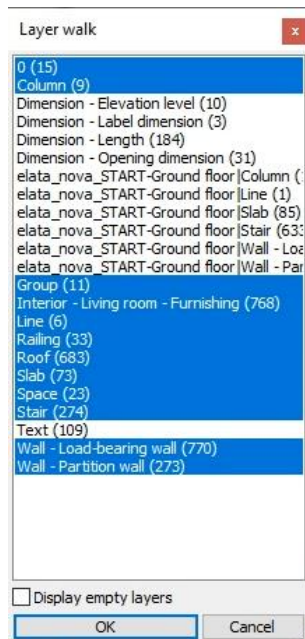 Layer walk
x
0 (15)
Column (9)
Dimension - Elevation level (10)
Dimension - Label dimension (3)
Dimension - Length (184)
Dimension - Opening dimension (31)
elata_nova_START-Ground floor|Column (
elata_nova_START-Ground floor|Line (1)
elata_nova_START-Ground floor|Slab (85)
elata_nova_START-Ground floor|Stair (633
elata_nova_START-Ground floor|Wall - Loa
elata_nova_START-Ground floor|Wall - Par
Group (11)
Interior - Living room - Furnishing (768)
Line (6)
Railing (33)
Roof (683)
Slab (73)
Space (23)
Stair (274)
Text (109)
Wall - Load-bearing wall (770)
Wall - Partition wall (273)
Display empty layers
OK Cancel